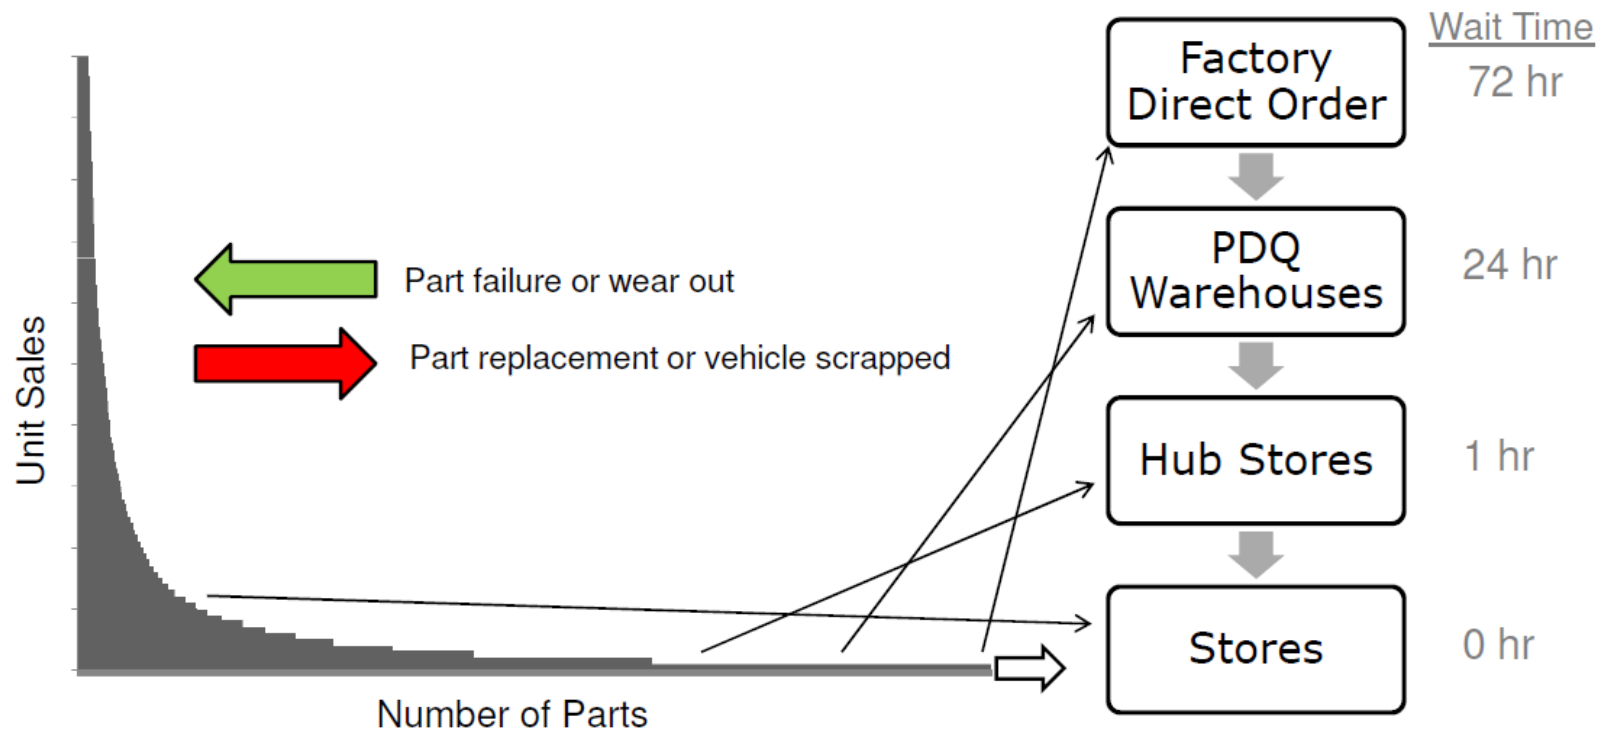 Wait Time
Factory
Direct Order
72 hr
PDQ
Warehouses
24 hr
Part failure or wear out
Part replacement or vehicle scrapped
Unit Sales
Hub Stores
1 hr
Stores
0 hr
Number of Parts